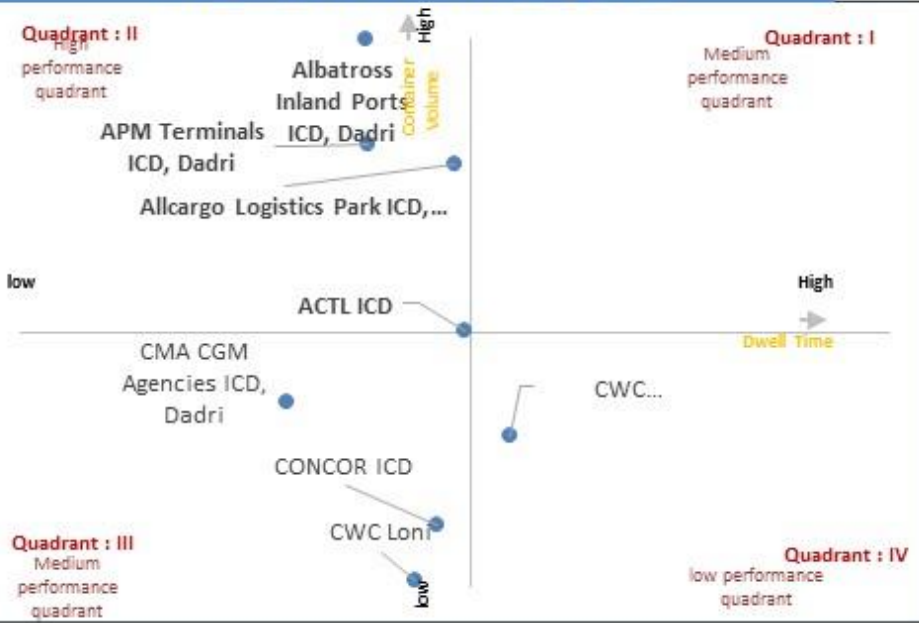 Quadrant : II
High
performance
quadrant
High
Container
Volume
Quadrant : I
Medium
performance
quadrant
Albatross
Inland Ports
ICD, Dadri
APM Terminals
ICD, Dadri
Allcargo Logistics Park ICD,...
low
High
ACTL ICD
Dwell Time
CMA CGM
Agencies ICD,
Dadri
CWC...
CONCOR ICD
CWC Loni
Quadrant : III
Medium
performance
quadrant
low
Quadrant : IV
low performance
quadrant